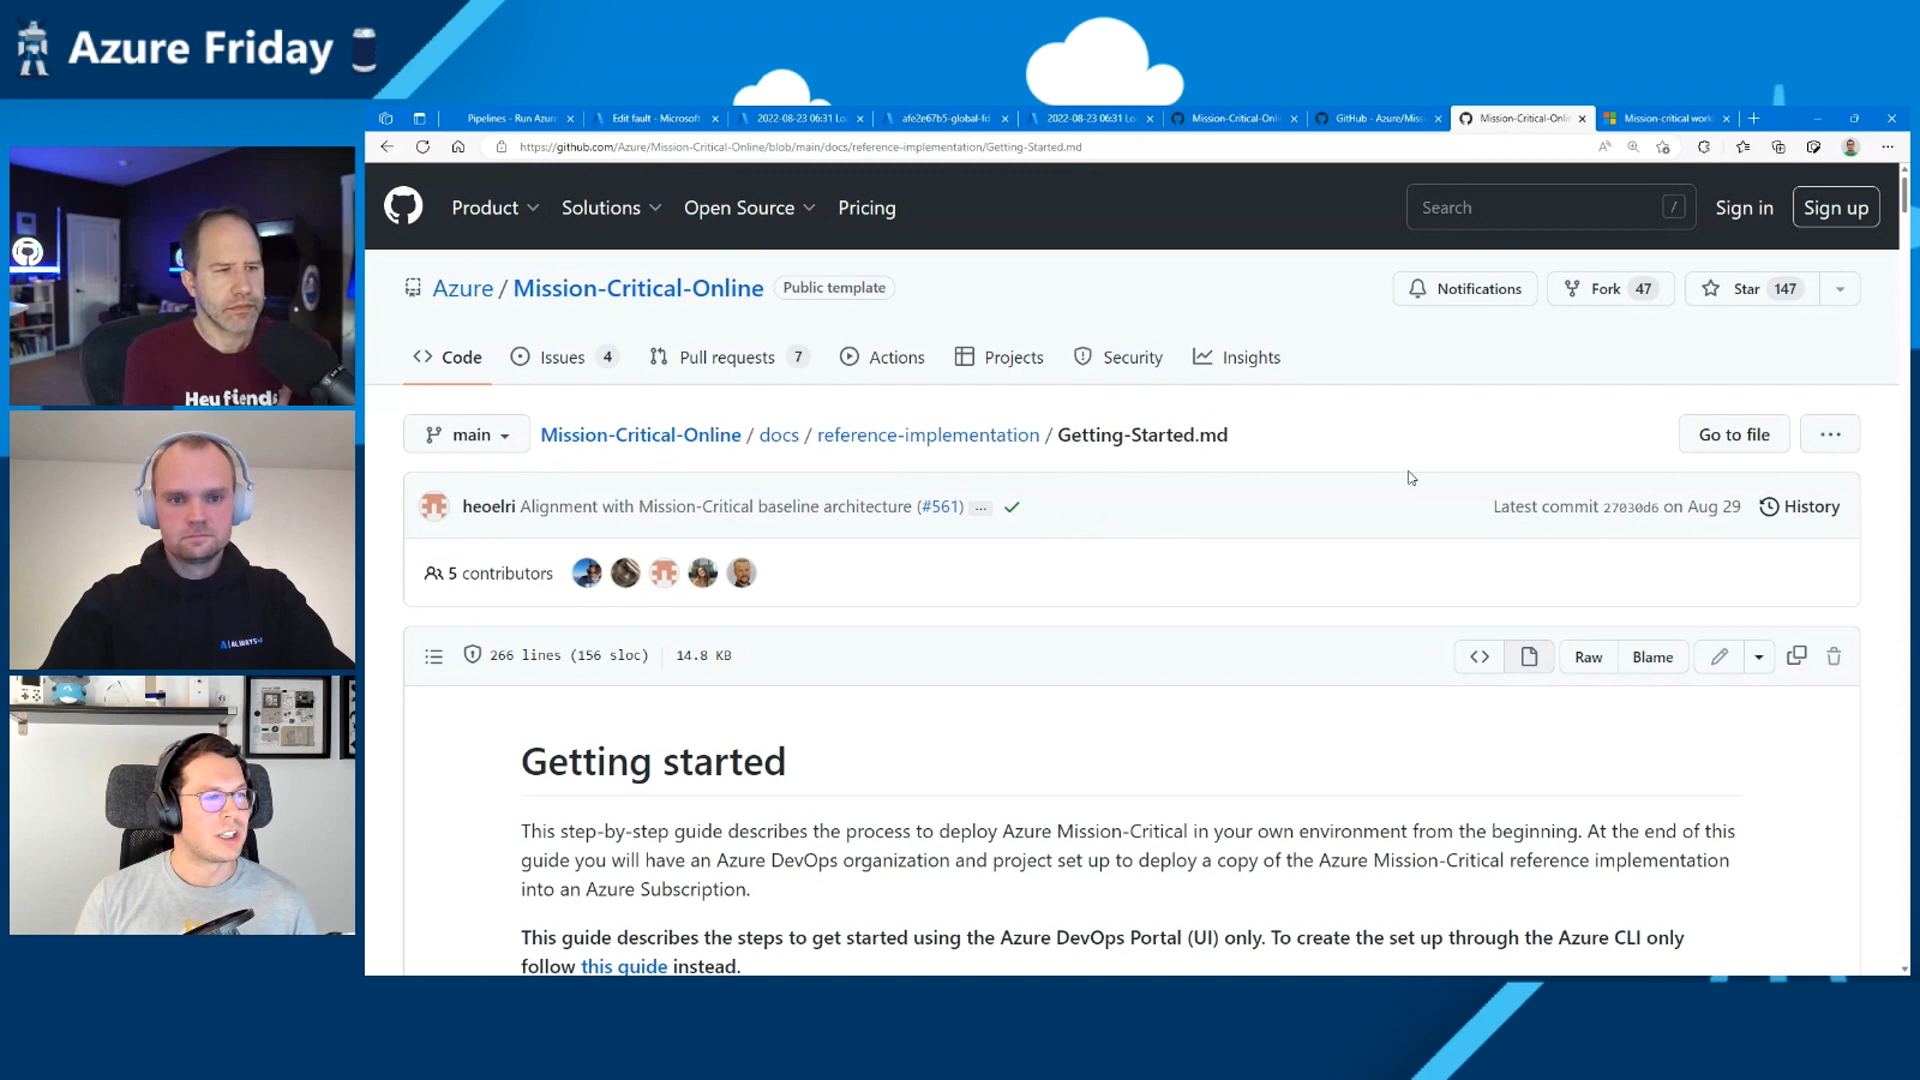 Azure Friday
Pipelines - Run Azure
Edit fault - Microsoft
2022-08-23 06:31 Lo
afe2e67b5-global-fd
2022-08-23 06:31 Lo
Mission-Critical-Onli
GitHub - Azure/Miss
Mission-Critical-Onli
Mission-critical work
https://github.com/Azure/Mission-Critical-Online/blob/main/docs/reference-implementation/Getting-Started.md
Product Solutions Open Source Pricing Search / Sign in Sign up
Azure / Mission-Critical-Online Public template Notifications Fork 47 Star 147
Code Issues 4 Pull requests 7 Actions Projects Security Insights
main Mission-Critical-Online / docs / reference-implementation / Getting-Started.md Go to file ...
heoelri Alignment with Mission-Critical baseline architecture (#561) ... Latest commit 27030d6 on Aug 29 History
5 contributors
266 lines (156 sloc) 14.8 KB Raw Blame
Getting started
This step-by-step guide describes the process to deploy Azure Mission-Critical in your own environment from the beginning. At the end of this
guide you will have an Azure DevOps organization and project set up to deploy a copy of the Azure Mission-Critical reference implementation
into an Azure Subscription.
This guide describes the steps to get started using the Azure DevOps Portal (UI) only. To create the set up through the Azure CLI only
follow this guide instead.
Hey fiends